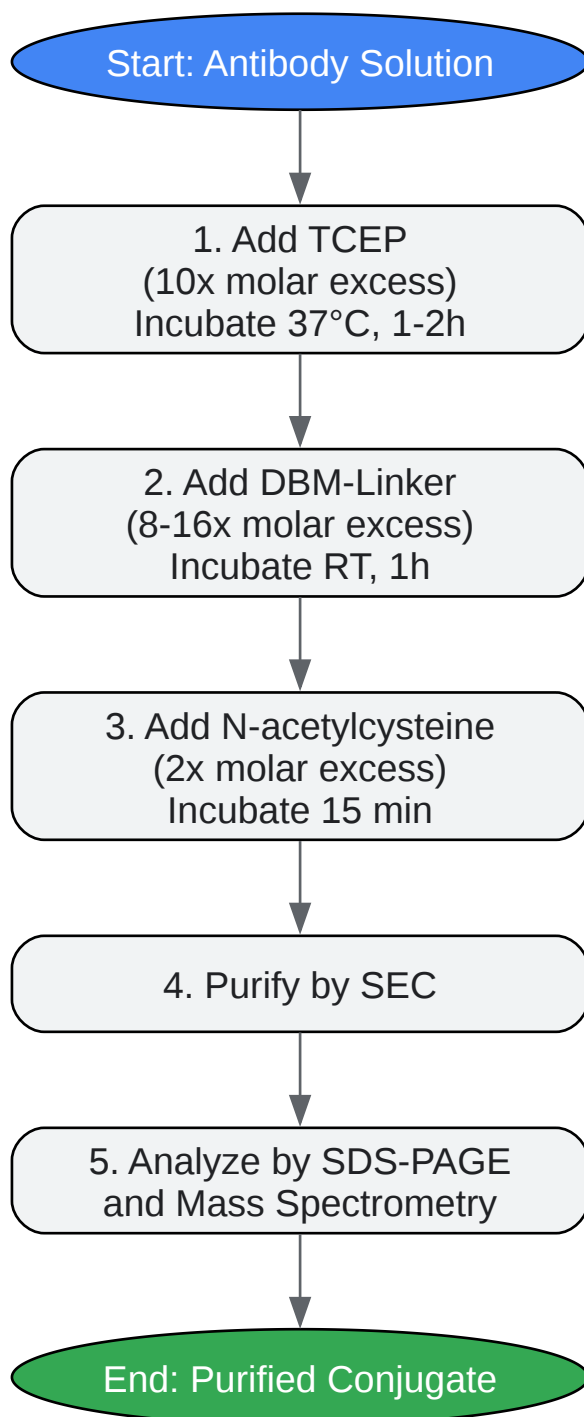 Start: Antibody Solution
1. Add TCEP
(10x molar excess)
Incubate 37°C, 1-2h
2. Add DBM-Linker
(8-16x molar excess)
Incubate RT, 1h
3. Add N-acetylcysteine
(2x molar excess)
Incubate 15 min
4. Purify by SEC
5. Analyze by SDS-PAGE
and Mass Spectrometry
End: Purified Conjugate